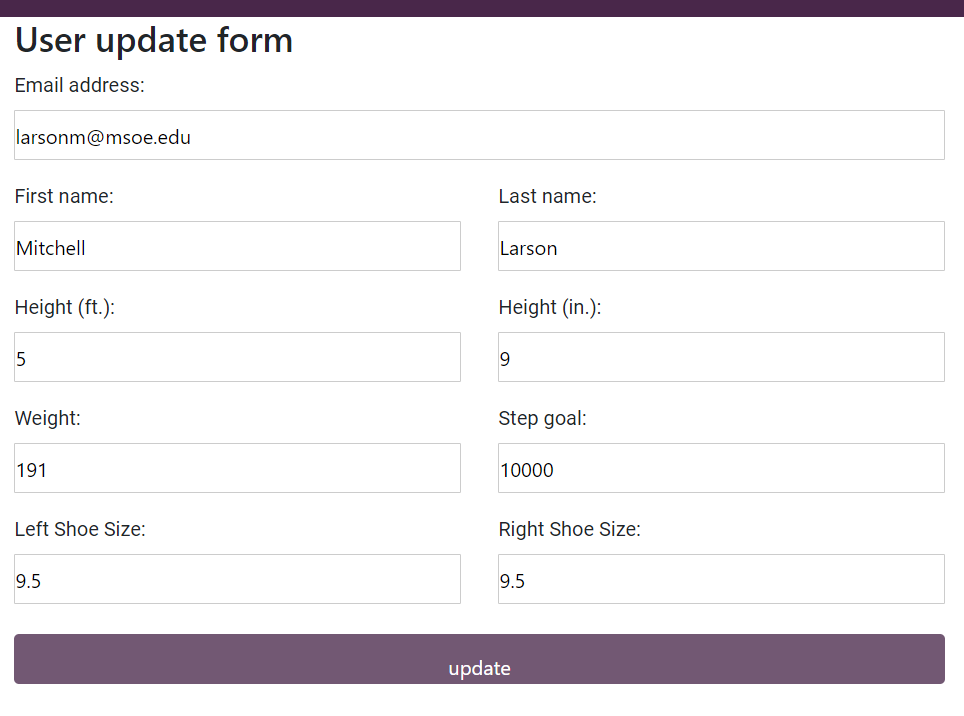 User update form
Email address:
larsonm@msoe.edu
First name: Last name:
Mitchell Larson
Height (ft.): Height (in.):
5 9
Weight: Step goal:
191 10000
Left Shoe Size: Right Shoe Size:
9.5 9.5
update